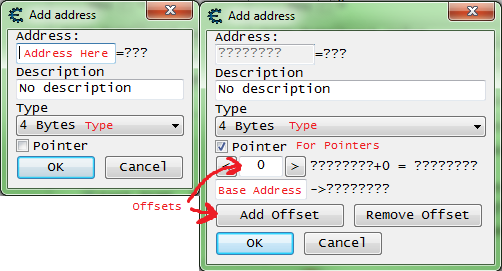 Add address
Address:
Address Here =???
Description
No description
Type
4 Bytes Type
Pointer
OK Cancel
Add address
Address:
???????? =???
Description
No description
Type
4 Bytes Type
Pointer For Pointers
< 0 > ????????+0 = ????????
Base Address ->????????
Offsets
Add Offset Remove Offset
OK Cancel